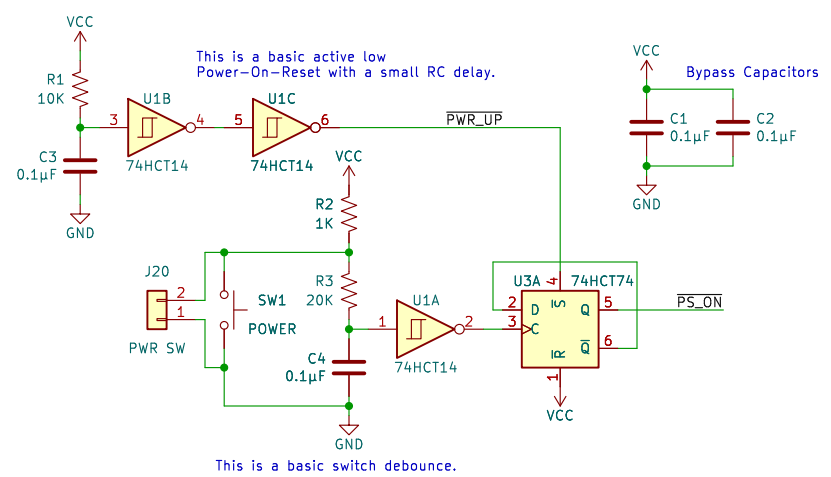 VCC
This is a basic active low
Power-On-Reset with a small RC delay.
VCC
Bypass Capacitors
R1
10K
U1B
U1C
3
4
5
6
PWR_UP
C1
0.1µF
C2
0.1µF
74HCT14
74HCT14
C3
0.1µF
VCC
GND
GND
R2
1K
J20
2
1
PWR SW
SW1
POWER
R3
20K
U1A
1
2
74HCT14
C4
0.1µF
U3A
4
74HCT74
S
2
D
Q
5
PS_ON
3
C
R
Q
6
1
VCC
GND
This is a basic switch debounce.